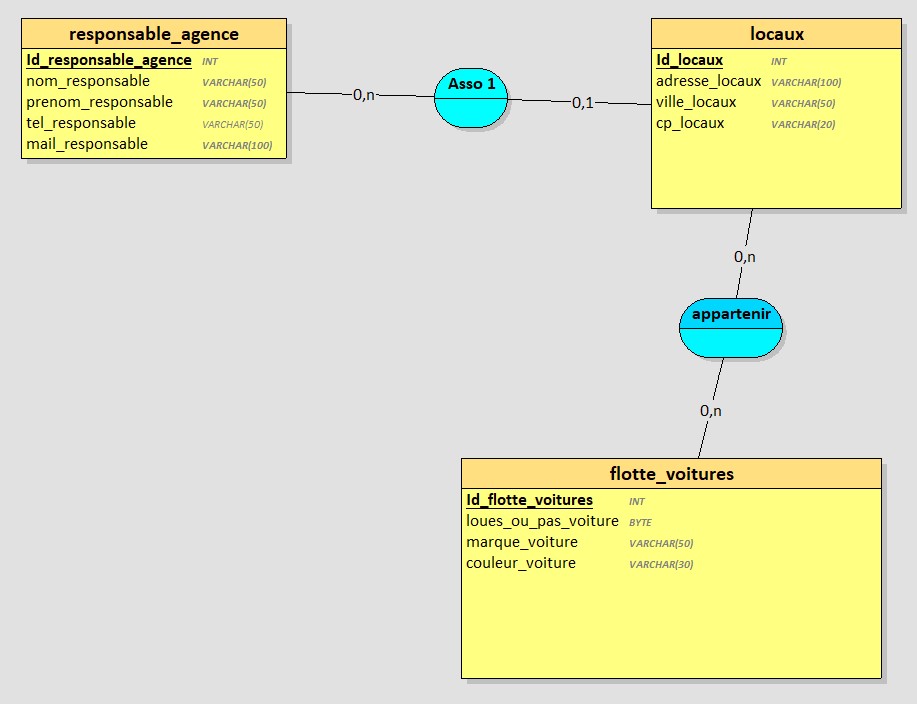 responsable_agence
Id_responsable_agence INT
nom_responsable VARCHAR(50)
prenom_responsable VARCHAR(50)
tel_responsable VARCHAR(50)
mail_responsable VARCHAR(100)
0,n
Asso 1
0,1
locaux
Id_locaux INT
adresse_locaux VARCHAR(100)
ville_locaux VARCHAR(50)
cp_locaux VARCHAR(20)
0,n
appartenir
0,n
flotte_voitures
Id_flotte_voitures INT
loues_ou_pas_voiture BYTE
marque_voiture VARCHAR(50)
couleur_voiture VARCHAR(30)